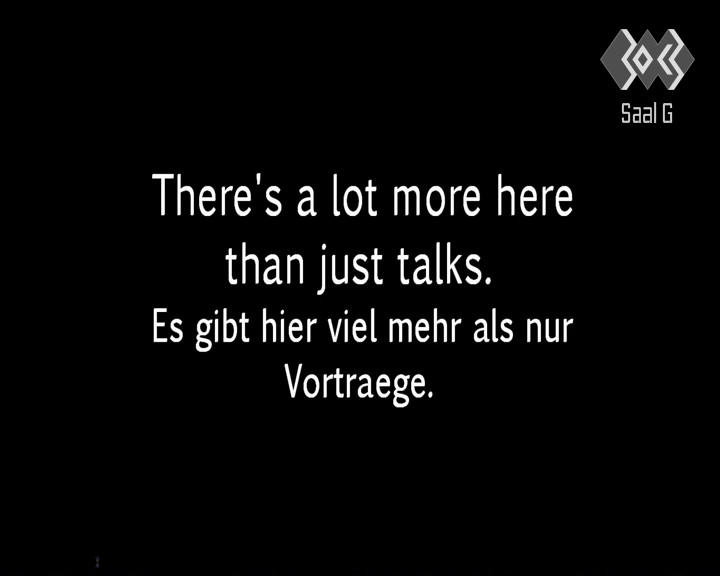 Saal G
There's a lot more here
than just talks.
Es gibt hier viel mehr als nur
Vortraege.